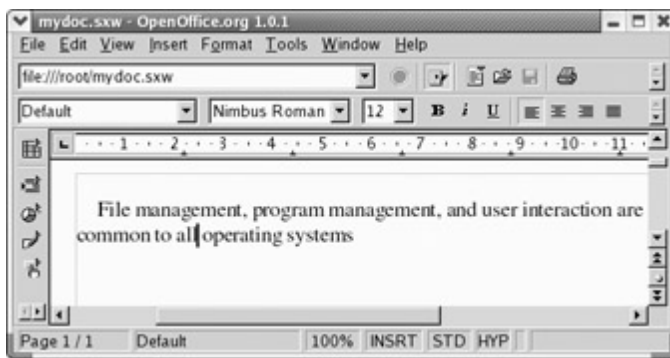 mydoc.sxw - OpenOffice.org 1.0.1
File Edit View Insert Format Tools Window Help
file:///root/mydoc.sxw
Default Nimbus Roman 12 B i U
1 2 3 4 5 6 7 8 9 10 11
File management, program management, and user interaction are
common to all operating systems
Page 1 / 1 Default 100% INSRT STD HYP